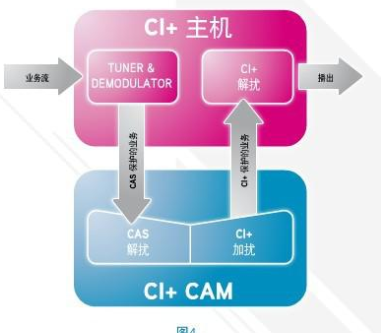 CI+ 主机
业务流
TUNER &
DEMODULATOR
CI+
解扰
播出
CAS 保护的业务
CI+ 保护的业务
CAS
解扰
CI+
加扰
CI+ CAM
图4